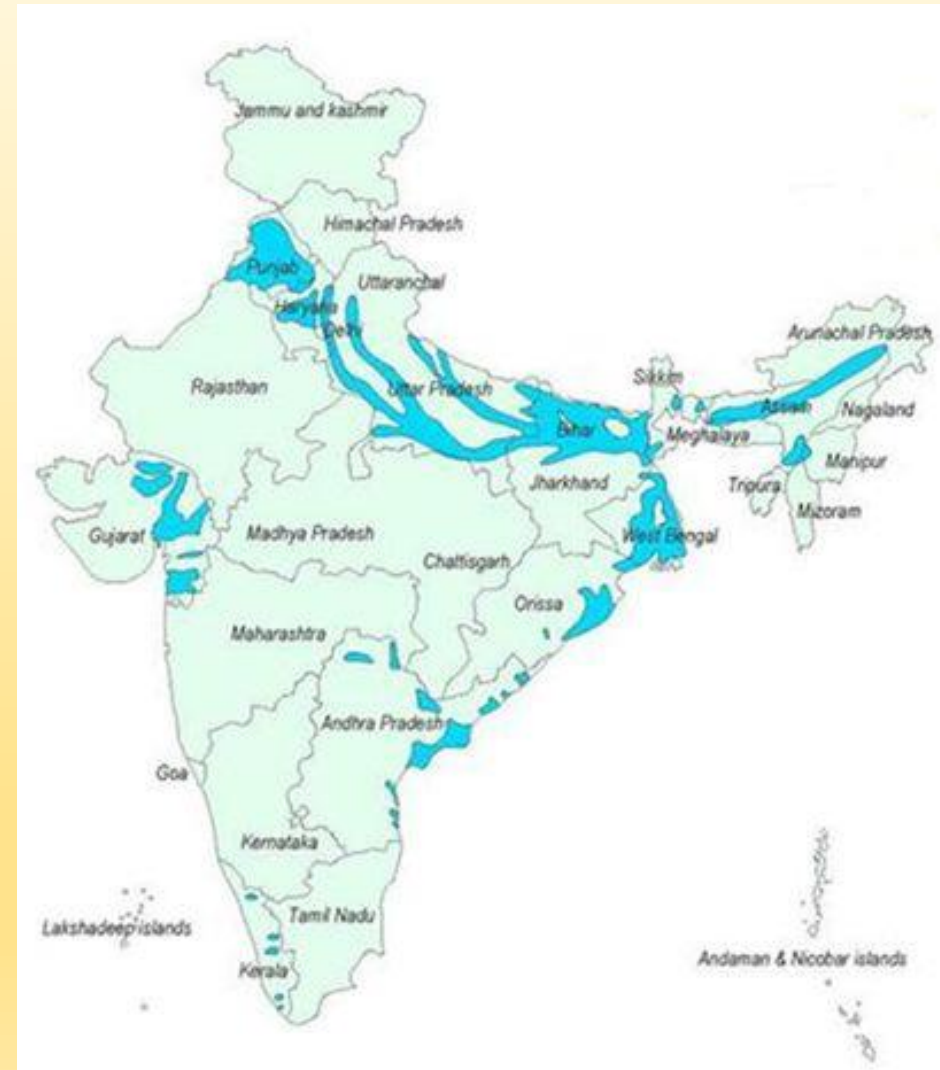 Jammu and kashmir
Himachal Pradesh
Punjab
Uttaranchal
Haryana
Delhi
Arunachal Pradesh
Rajasthan
Uttar Pradesh
Sikkim
Assam
Nagaland
Bihar
Meghalaya
Manipur
Jharkhand
Tripura
Mizoram
Gujarat
Madhya Pradesh
West Bengal
Chattisgarh
Orissa
Maharashtra
Andhra Pradesh
Goa
Kernataka
Tamil Nadu
Lakshadeep islands
Kerala
Andaman & Nicobar islands